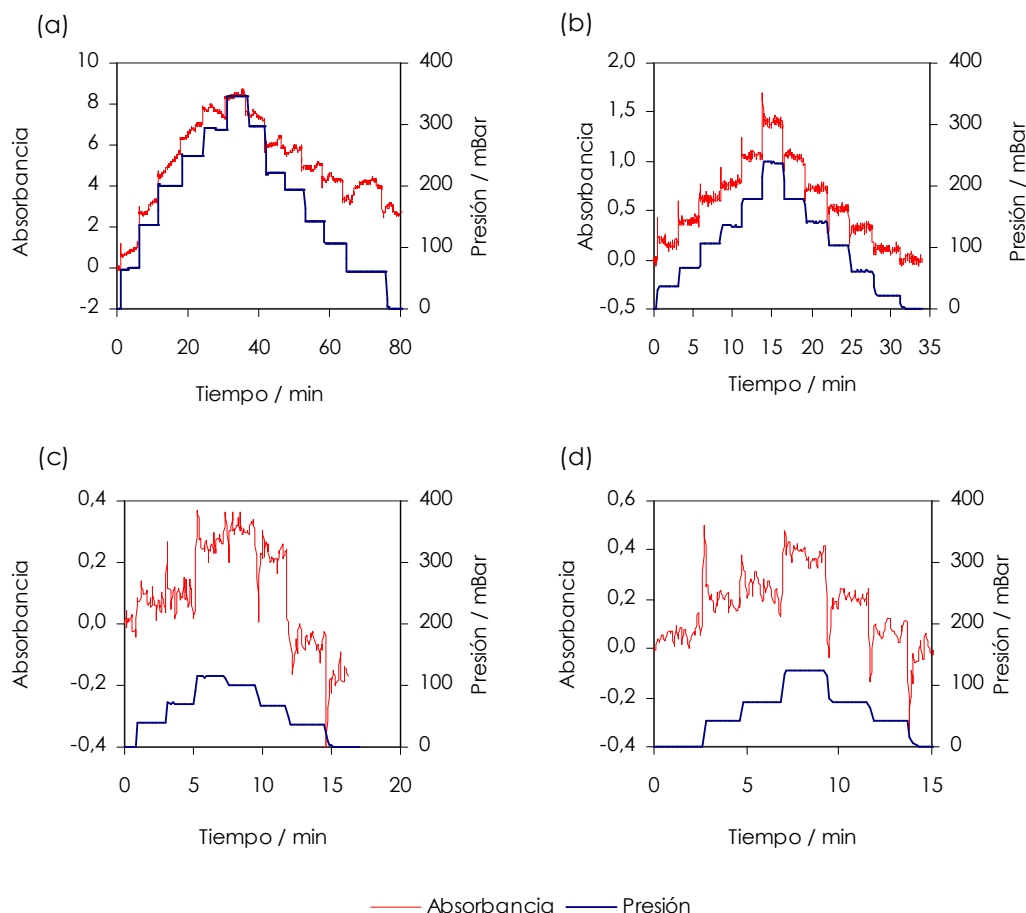 (a)
10
8
6
4
2
0
-2
Absorbancia
400
300
200
100
0
Presión / mBar
0 20 40 60 80
Tiempo / min
(b)
2,0
1,5
1,0
0,5
0,0
-0,5
Absorbancia
400
300
200
100
0
Presión / mBar
0 5 10 15 20 25 30 35
Tiempo / min
(c)
0,4
0,2
0,0
-0,2
-0,4
Absorbancia
400
300
200
100
0
Presión / mBar
0 5 10 15 20
Tiempo / min
(d)
0,6
0,4
0,2
0,0
-0,2
-0,4
Absorbancia
400
300
200
100
0
Presión / mBar
0 5 10 15
Tiempo / min
Absorbancia Presión